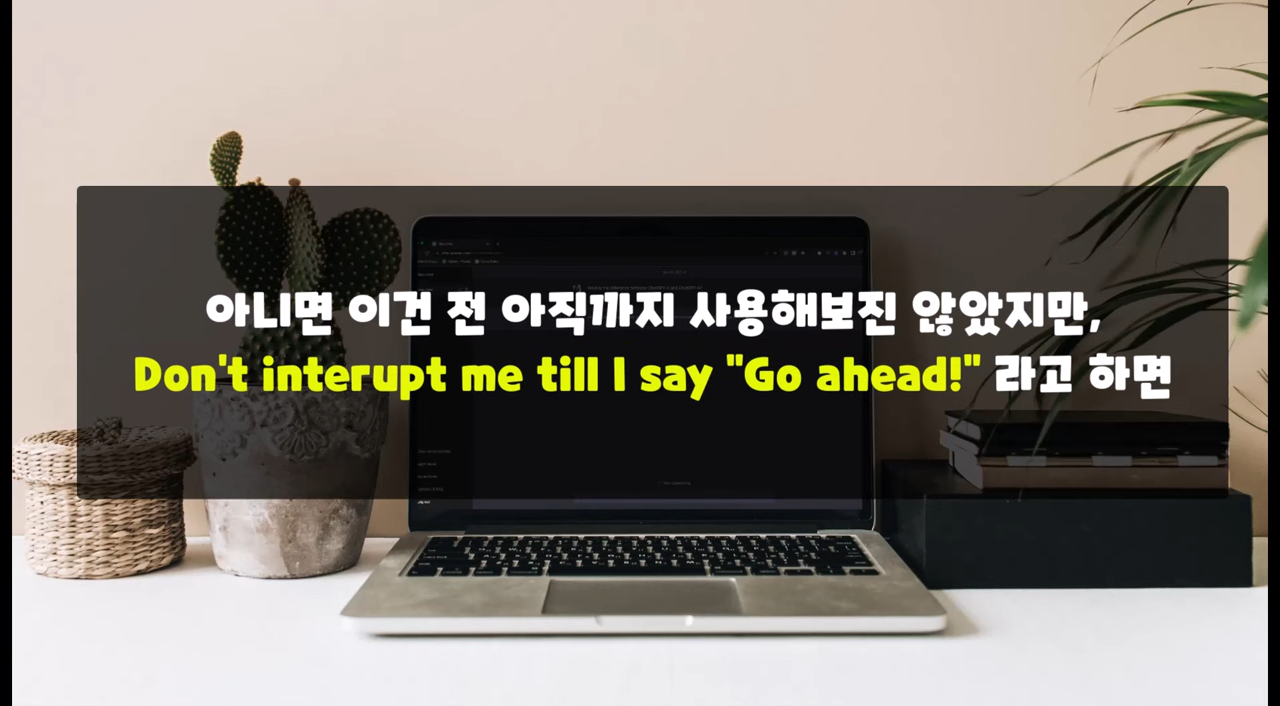 아니면 이건 전 아직까지 사용해보진 않았지만,
Don't interupt me till I say "Go ahead!" 라고 하면